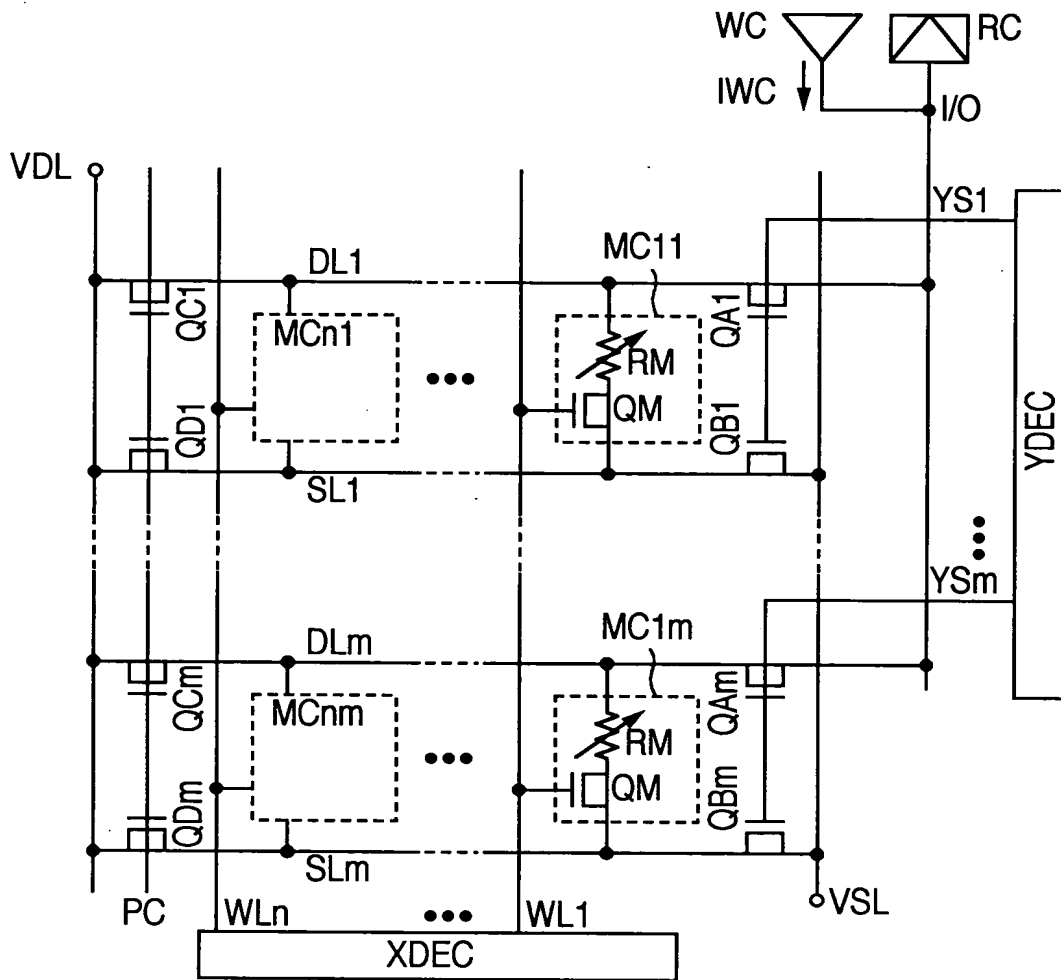 WC
RC
IWC
I/O
VDL
YS1
MC11
DL1
QC1
MCn1
RM
QA1
QM
QD1
QB1
YDEC
SL1
YSm
MC1m
DLm
QCm
MCnm
RM
QAm
QM
QDm
QBm
SLm
PC
WLn
WL1
VSL
XDEC